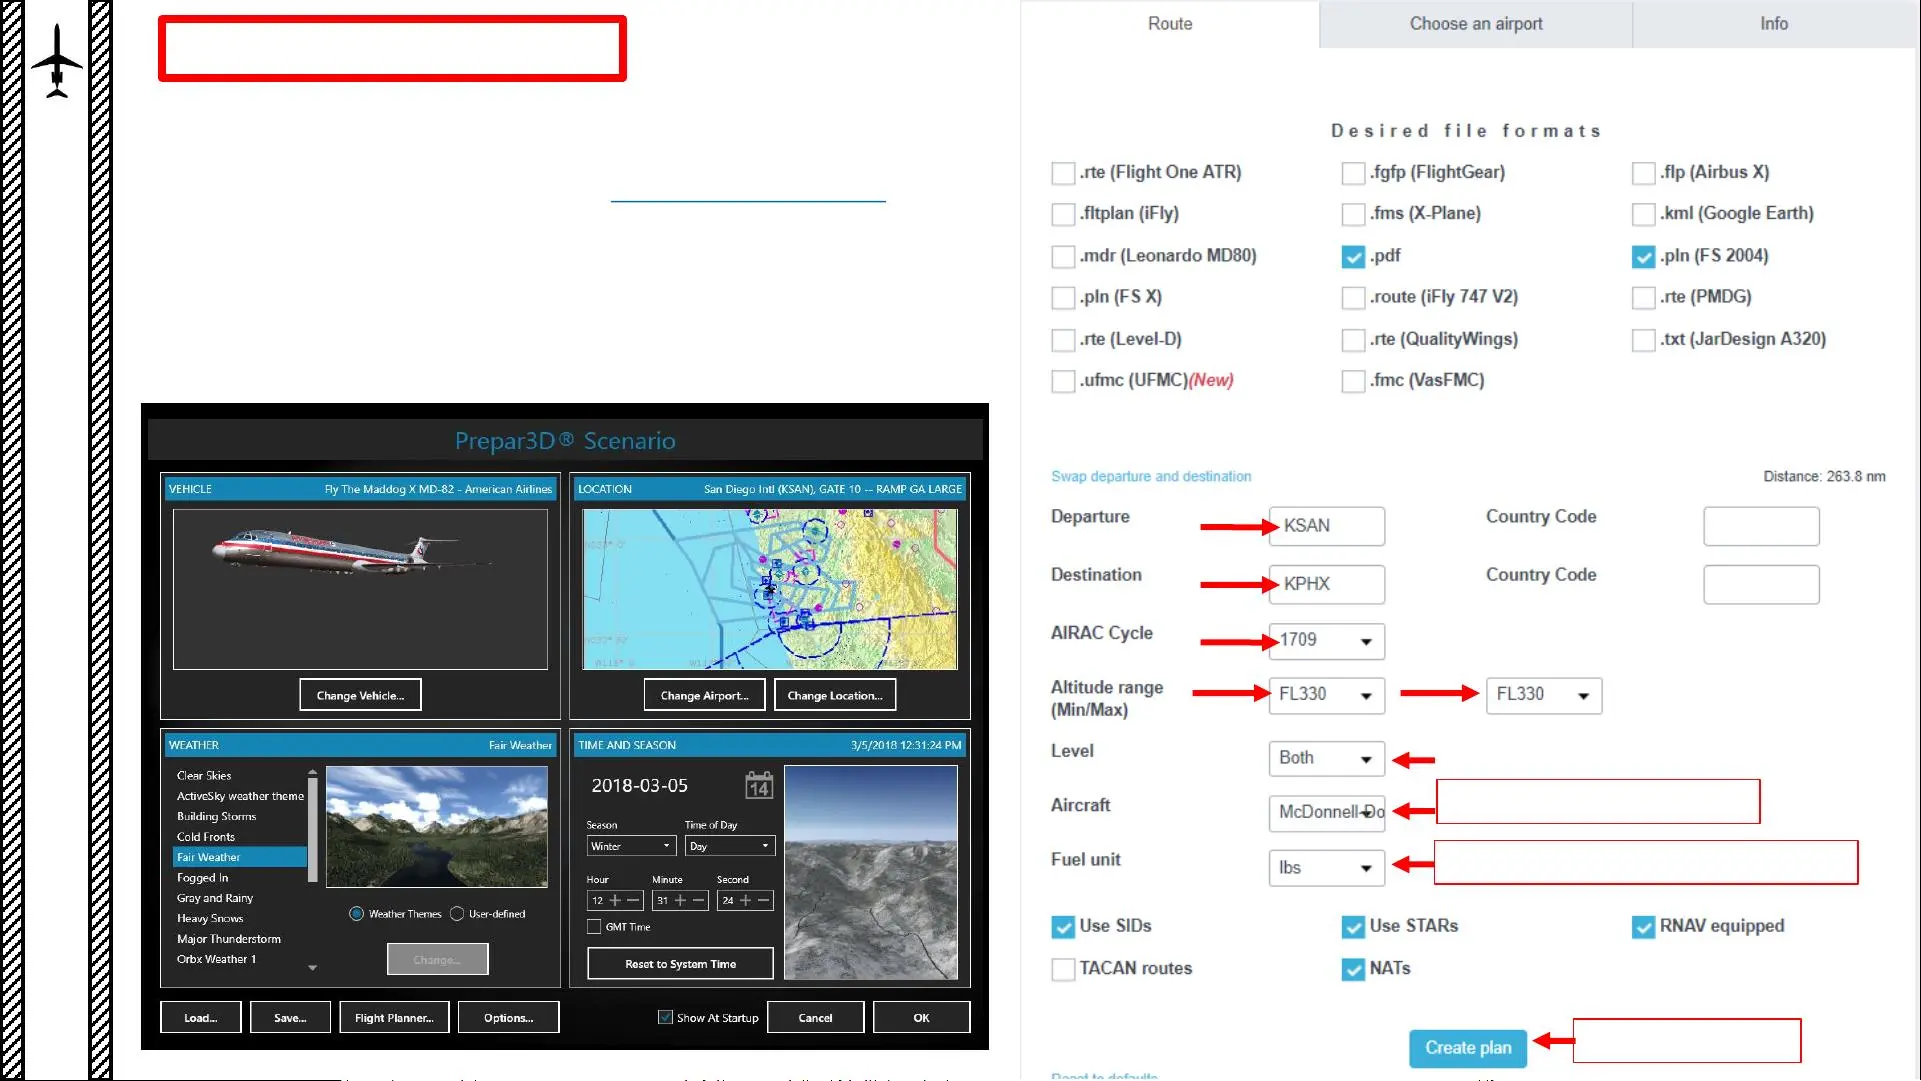 Route
Choose an airport
Info
Desired file formats
.rte (Flight One ATR)
.fgfp (FlightGear)
.flp (Airbus X)
.fltplan (iFly)
.fms (X-Plane)
.kml (Google Earth)
.mdr (Leonardo MD80)
.pdf
.pln (FS 2004)
.pln (FS X)
.route (iFly 747 V2)
.rte (PMDG)
.rte (Level-D)
.rte (QualityWings)
.txt (JarDesign A320)
.ufmc (UFMC)(New)
.fmc (VasFMC)
Swap departure and destination
Distance: 263.8 nm
Departure
KSAN
Country Code
Destination
KPHX
Country Code
AIRAC Cycle
1709
Altitude range
(Min/Max)
FL330
FL330
Level
Both
Aircraft
McDonnell-Do
Fuel unit
lbs
Use SIDs
Use STARs
RNAV equipped
TACAN routes
NATs
Create plan
Reset to defaults
Prepar3D® Scenario
VEHICLE
Fly The Maddog X MD-82 - American Airlines
Change Vehicle...
LOCATION
San Diego Intl (KSAN), GATE 10 -- RAMP GA LARGE
Change Airport...
Change Location...
WEATHER
Fair Weather
Clear Skies
ActiveSky weather theme
Building Storms
Cold Fronts
Fair Weather
Fogged In
Gray and Rainy
Heavy Snows
Major Thunderstorm
Orbx Weather 1
Weather Themes
User-defined
Change...
TIME AND SEASON
3/5/2018 12:31:24 PM
2018-03-05
14
Season
Time of Day
Winter
Day
Hour
Minute
Second
12
31
24
GMT Time
Reset to System Time
Load...
Save...
Flight Planner...
Options...
Show At Startup
Cancel
OK